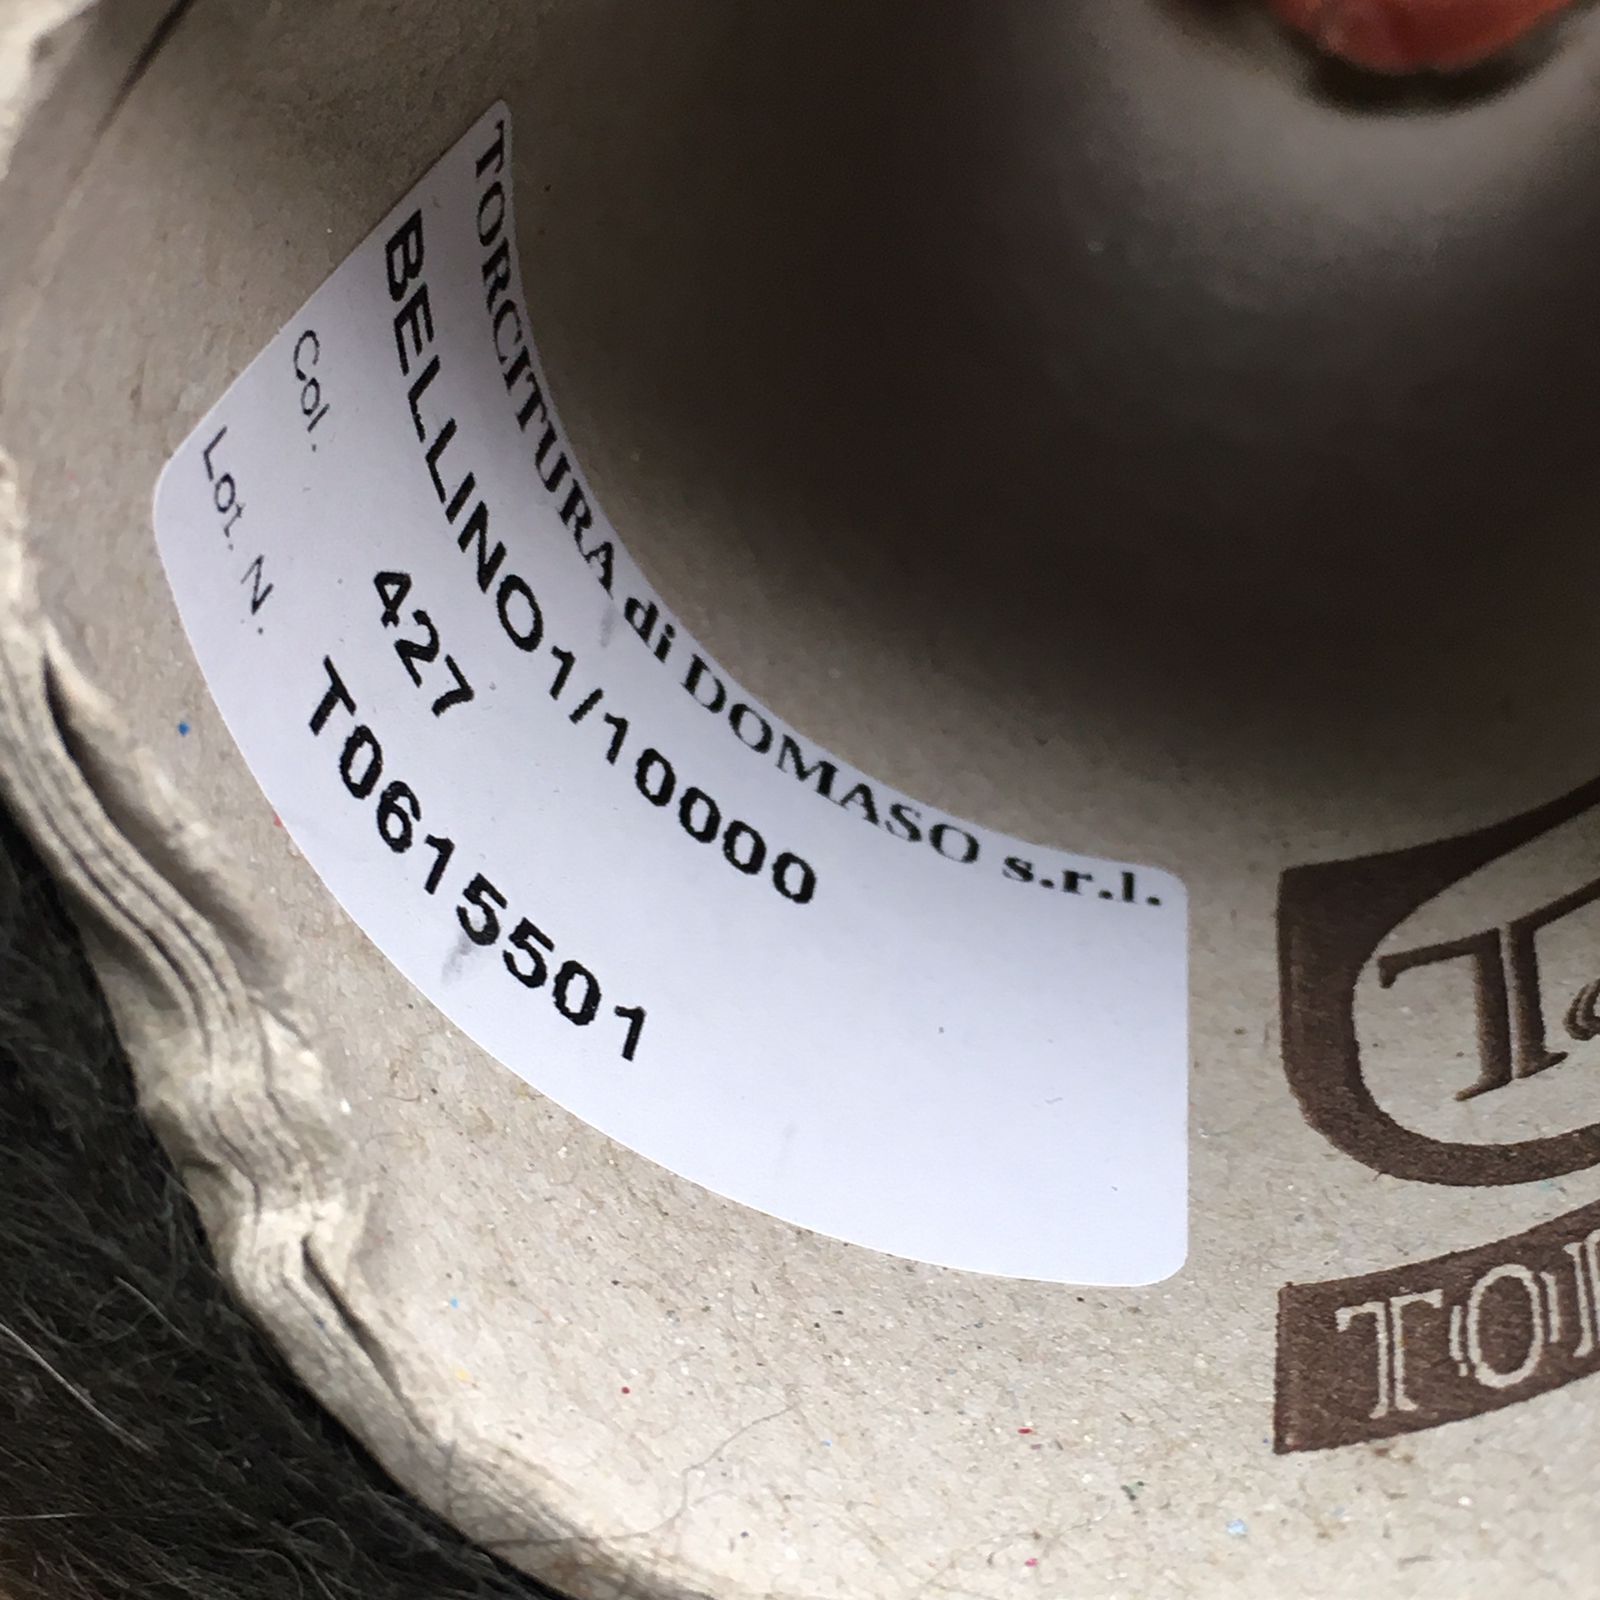 TORCITURA di DOMASO s.r.l.
BELLINO1/10000
Col. 427
Lot. N. T0615501